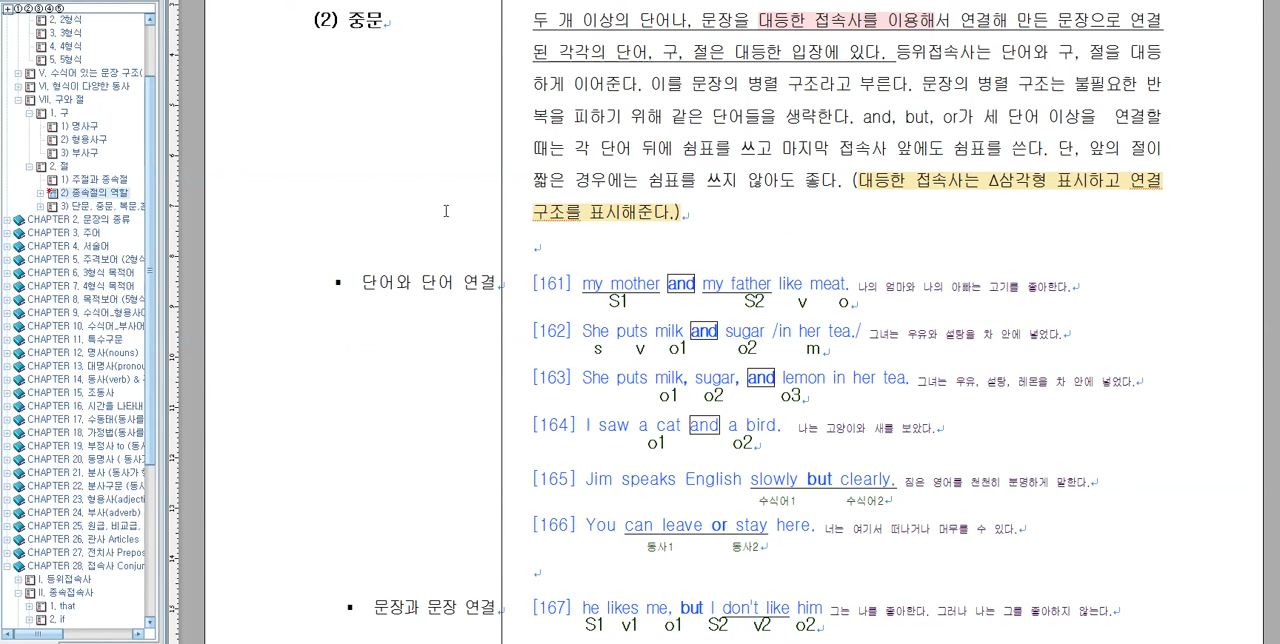 ①②③④⑤
2. 2형식
3. 3형식
4. 4형식
5. 5형식
V. 수식어 있는 문장 구조(
VI. 형식이 다양한 동사
VII. 구와 절
1. 구
1) 명사구
2) 형용사구
3) 부사구
2. 절
1) 주절과 종속절
2) 종속절의 역할
3) 단문, 중문, 복문,
CHAPTER 2. 문장의 종류
CHAPTER 3. 주어
CHAPTER 4. 서술어
CHAPTER 5. 주격보어 (2형식
CHAPTER 6. 3형식 목적어
CHAPTER 7. 4형식 목적어
CHAPTER 8. 목적보어 (5형식
CHAPTER 9. 수식어-형용사
CHAPTER 10. 수식어-부사
CHAPTER 11. 특수구문
CHAPTER 12. 명사(nouns)
CHAPTER 13. 대명사(pronou
CHAPTER 14. 동사(verb) &
CHAPTER 15. 조동사
CHAPTER 16. 시간을 나타내
CHAPTER 17. 수동태(동사를
CHAPTER 18. 가정법(동사를
CHAPTER 19. 부정사 to (동사
CHAPTER 20. 동명사 ( 동사
CHAPTER 21. 분사 (동사가
CHAPTER 22. 분사구문 (동사
CHAPTER 23. 형용사(adjecti
CHAPTER 24. 부사(adverb)
CHAPTER 25. 원급, 비교급,
CHAPTER 26. 관사 Articles
CHAPTER 27. 전치사 Prepos
CHAPTER 28. 접속사 Conjur
I. 등위접속사
II. 종속접속사
1. that
2. if
(2) 중문
두 개 이상의 단어나, 문장을 대등한 접속사를 이용해서 연결해 만든 문장으로 연결
된 각각의 단어, 구, 절은 대등한 입장에 있다. 등위접속사는 단어와 구, 절을 대등
하게 이어준다. 이를 문장의 병렬 구조라고 부른다. 문장의 병렬 구조는 불필요한 반
복을 피하기 위해 같은 단어들을 생략한다. and, but, or가 세 단어 이상을 연결할
때는 각 단어 뒤에 쉼표를 쓰고 마지막 접속사 앞에도 쉼표를 쓴다. 단, 앞의 절이
짧은 경우에는 쉼표를 쓰지 않아도 좋다. (대등한 접속사는 Δ삼각형 표시하고 연결
구조를 표시해준다.)
▪ 단어와 단어 연결
[161] my mother and my father like meat. 나의 엄마와 나의 아빠는 고기를 좋아한다.
S1 S2 v o
[162] She puts milk and sugar /in her tea./ 그녀는 우유와 설탕을 차 안에 넣었다.
s v o1 o2 m
[163] She puts milk, sugar, and lemon in her tea. 그녀는 우유, 설탕, 레몬을 차 안에 넣었다.
o1 o2 o3
[164] I saw a cat and a bird. 나는 고양이와 새를 보았다.
o1 o2
[165] Jim speaks English slowly but clearly. 짐은 영어를 천천히 분명하게 말한다.
수식어1 수식어2
[166] You can leave or stay here. 너는 여기서 떠나거나 머무를 수 있다.
동사1 동사2
▪ 문장과 문장 연결
[167] he likes me, but I don't like him 그는 나를 좋아한다. 그러나 나는 그를 좋아하지 않는다.
S1 v1 o1 S2 v2 o2